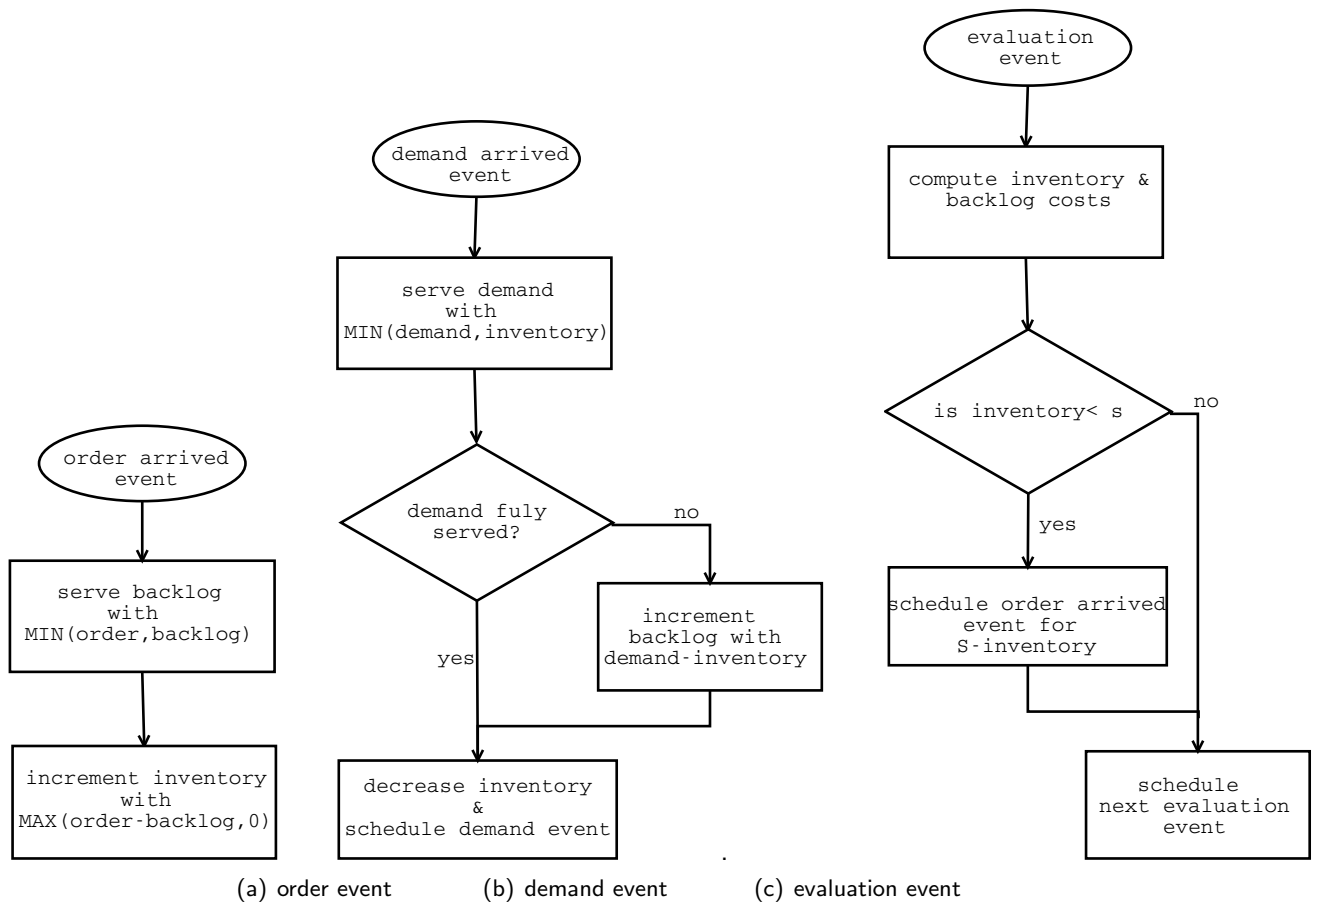 order arrived
event
serve backlog
with
MIN(order,backlog)
increment inventory
with
MAX(order-backlog,0)
demand arrived
event
serve demand
with
MIN(demand,inventory)
demand fuly
served?
no
yes
increment
backlog with
demand-inventory
decrease inventory
&
schedule demand event
evaluation
event
compute inventory &
backlog costs
is inventory< s
no
yes
schedule order arrived
event for
S-inventory
schedule
next evaluation
event
.
(a) order event
(b) demand event
(c) evaluation event